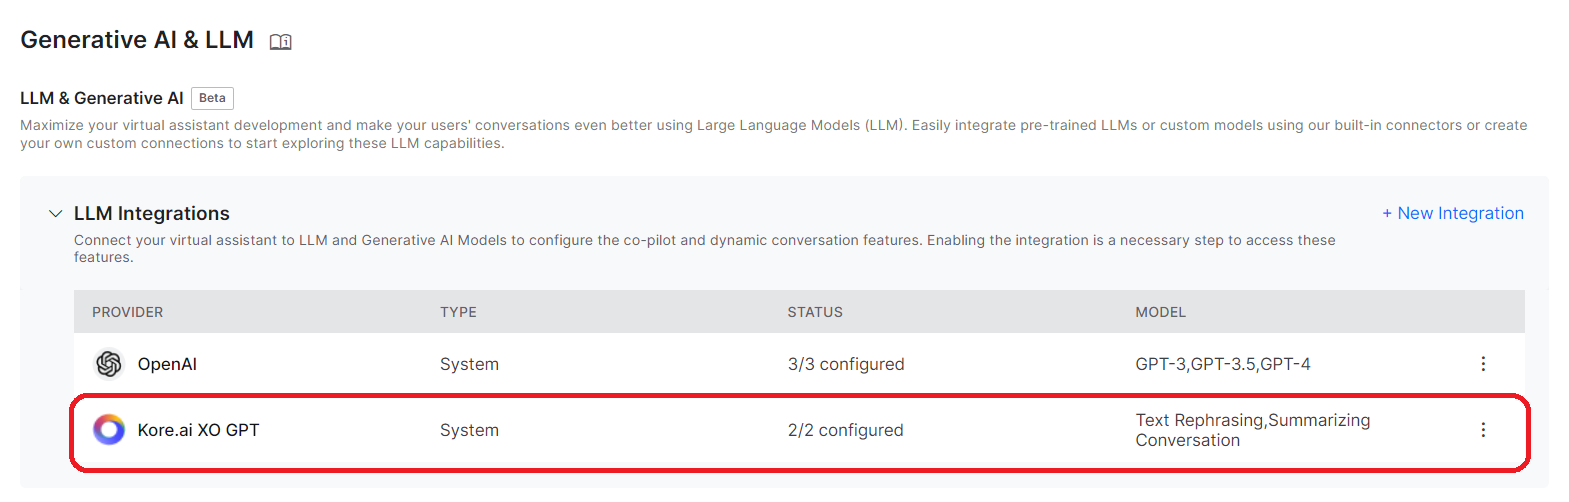 Generative AI & LLM
LLM & Generative AI Beta
Maximize your virtual assistant development and make your users' conversations even better using Large Language Models (LLM). Easily integrate pre-trained LLMs or custom models using our built-in connectors or create
your own custom connections to start exploring these LLM capabilities.
LLM Integrations + New Integration
Connect your virtual assistant to LLM and Generative AI Models to configure the co-pilot and dynamic conversation features. Enabling the integration is a necessary step to access these
features.
PROVIDER TYPE STATUS MODEL
OpenAI System 3/3 configured GPT-3,GPT-3.5,GPT-4
Kore.ai XO GPT System 2/2 configured Text Rephrasing,Summarizing
Conversation